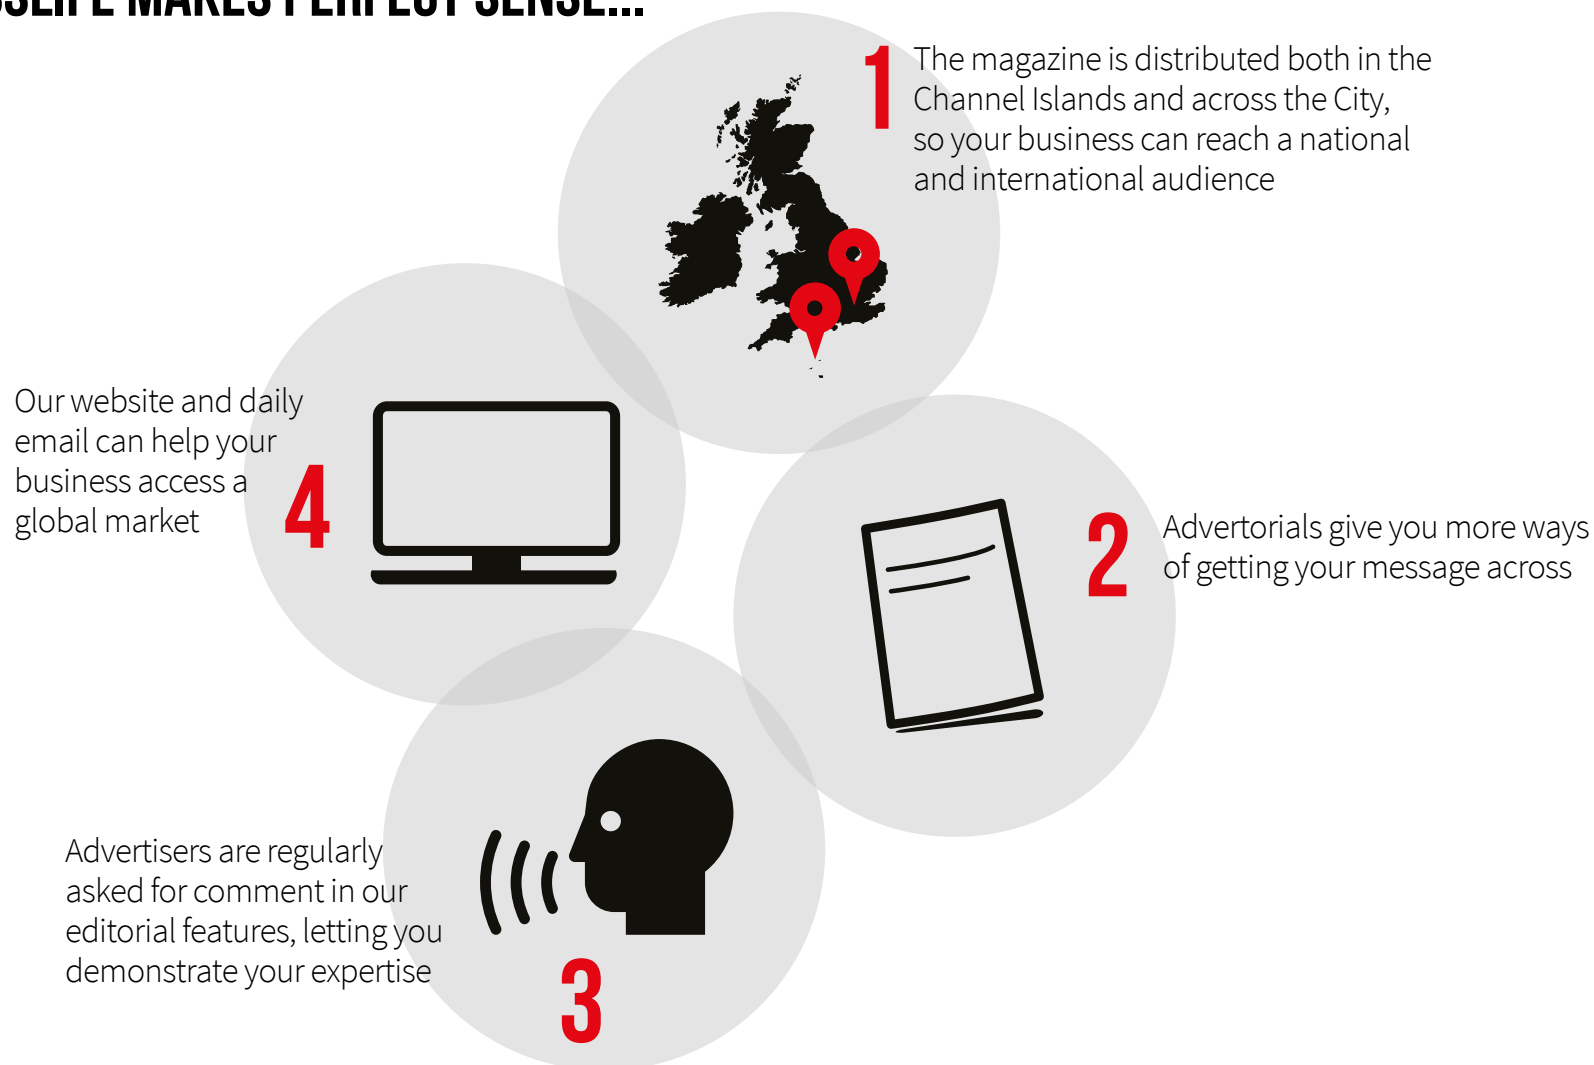 MAKES PERFECT SENSE...
1
The magazine is distributed both in the
Channel Islands and across the City,
so your business can reach a national
and international audience
2
Advertorials give you more ways
of getting your message across
3
Advertisers are regularly
asked for comment in our
editorial features, letting you
demonstrate your expertise
4
Our website and daily
email can help your
business access a
global market